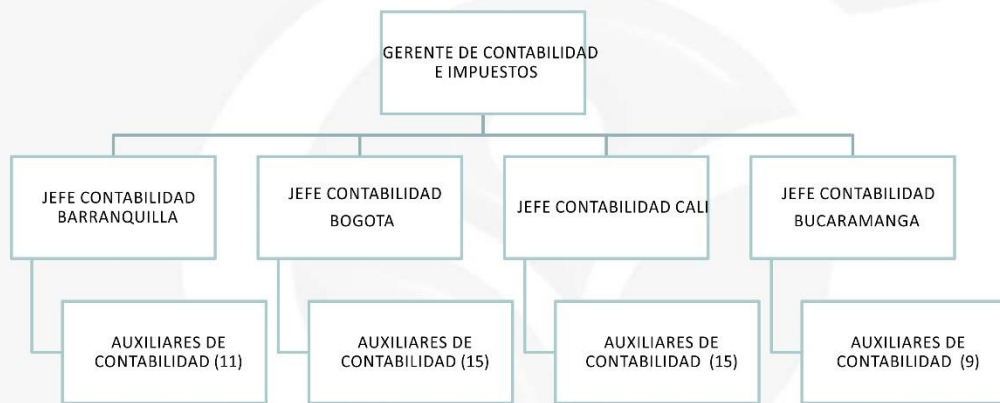 GERENTE DE CONTABILIDAD
E IMPUESTOS
JEFE CONTABILIDAD
BARRANQUILLA
JEFE CONTABILIDAD
BOGOTA
JEFE CONTABILIDAD CALI
JEFE CONTABILIDAD
BUCARAMANGA
AUXILIARES DE
CONTABILIDAD (11)
AUXILIARES DE
CONTABILIDAD (15)
AUXILIARES DE
CONTABILIDAD (15)
AUXILIARES DE
CONTABILIDAD (9)